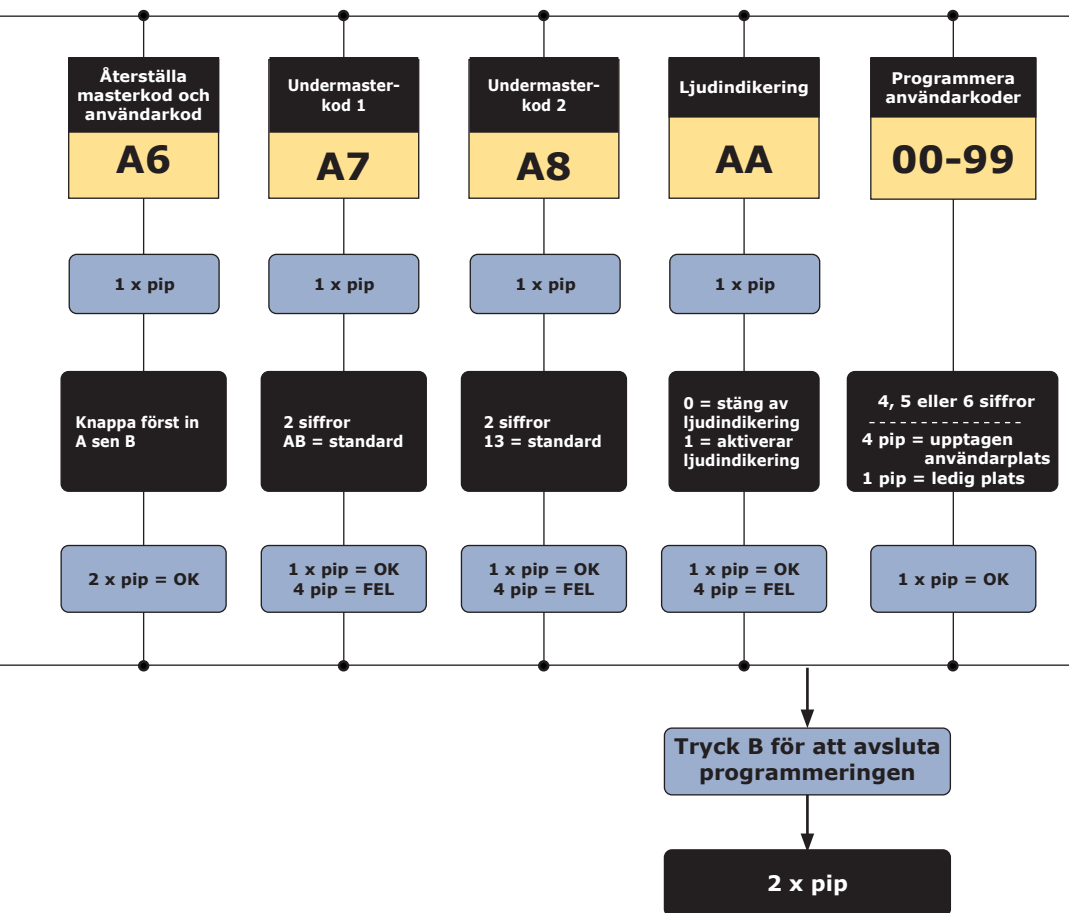 Återställa
masterkod och
användarkod
A6
1 x pip
Knappa först in
A sen B
2 x pip = OK
Undermaster-
kod 1
A7
1 x pip
2 siffror
AB = standard
1 x pip = OK
4 pip = FEL
Undermaster-
kod 2
A8
1 x pip
2 siffror
13 = standard
1 x pip = OK
4 pip = FEL
Ljudindikering
AA
1 x pip
0 = stäng av
ljudindikering
1 = aktiverar
ljudindikering
1 x pip = OK
4 pip = FEL
Programmera
användarkoder
00-99
4, 5 eller 6 siffror
---------------
4 pip = upptagen
användarplats
1 pip = ledig plats
1 x pip = OK
Tryck B för att avsluta
programmeringen
2 x pip